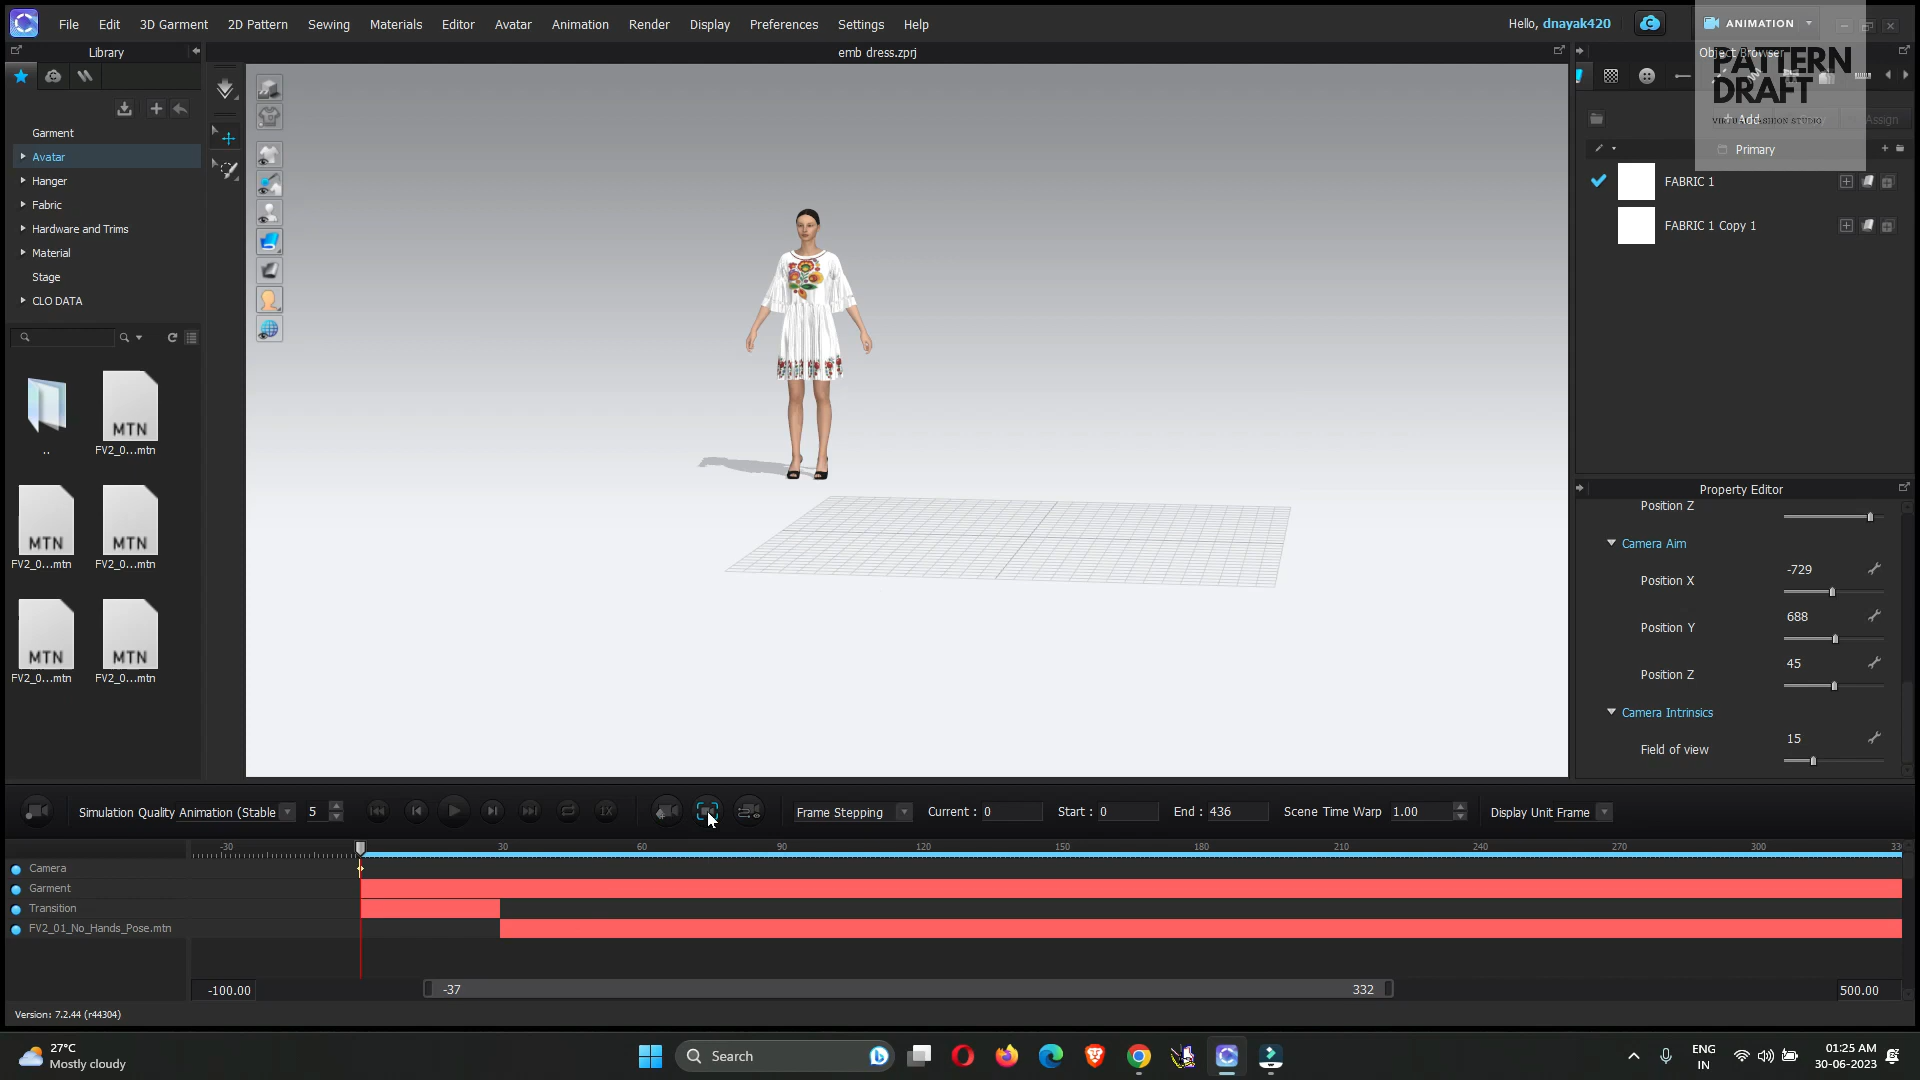 File Edit 3D Garment 2D Pattern Sewing Materials Editor Avatar Animation Render Display Preferences Settings Help
Hello, dnayak420
ANIMATION
Library
emb dress.zprj
Object Browser
PATTERN
DRAFT
+ Add
Assign
Primary
Garment
Avatar
Hanger
Fabric
Hardware and Trims
Material
Stage
CLO DATA
FABRIC 1
FABRIC 1 Copy 1
..
MTN
FV2_0...mtn
MTN
FV2_0...mtn
MTN
FV2_0...mtn
MTN
FV2_0...mtn
MTN
FV2_0...mtn
Property Editor
Position Z
Camera Aim
Position X -729
Position Y 688
Position Z 45
Camera Intrinsics
Field of view 15
Simulation Quality Animation (Stable 5
1X
Frame Stepping Current : 0 Start : 0 End : 436 Scene Time Warp 1.00 Display Unit Frame
-30 30 60 90 120 150 180 210 240 270 300 33
Camera
Garment
Transition
FV2_01_No_Hands_Pose.mtn
-100.00 -37 332 500.00
Version: 7.2.44 (r44304)
27°C
Mostly cloudy
Search
ENG
IN
01:25 AM
30-06-2023